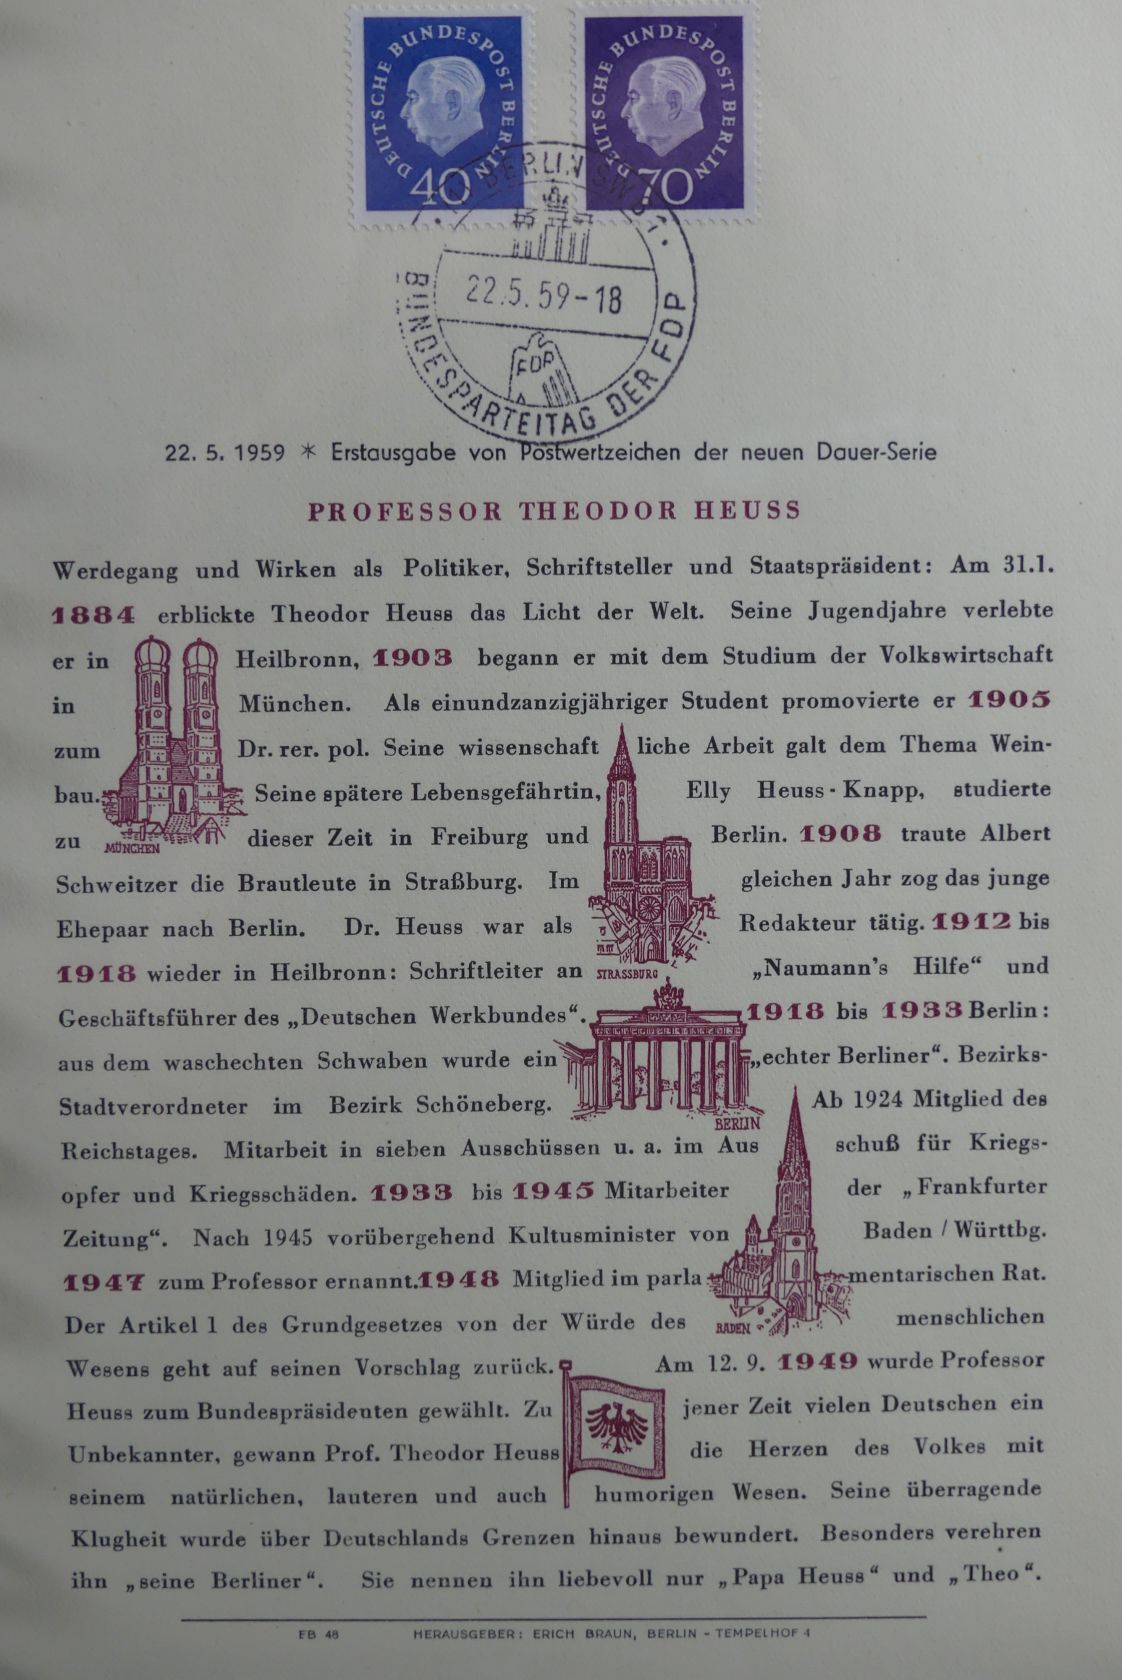 DEUTSCHE BUNDESPOST BERLIN
40
DEUTSCHE BUNDESPOST BERLIN
70
BERLIN SW
22.5.59-18
FDP
BUNDESPARTEITAG DER FDP
22. 5. 1959 * Erstausgabe von Postwertzeichen der neuen Dauer-Serie
PROFESSOR THEODOR HEUSS
Werdegang und Wirken als Politiker, Schriftsteller und Staatspräsident: Am 31.1.
1884 erblickte Theodor Heuss das Licht der Welt. Seine Jugendjahre verlebte
er in Heilbronn, 1903 begann er mit dem Studium der Volkswirtschaft
in München. Als einundzanzigjähriger Student promovierte er 1905
zum Dr. rer. pol. Seine wissenschaft liche Arbeit galt dem Thema Wein-
bau. Seine spätere Lebensgefährtin, Elly Heuss-Knapp, studierte
zu dieser Zeit in Freiburg und Berlin. 1908 traute Albert
MÜNCHEN
Schweitzer die Brautleute in Straßburg. Im gleichen Jahr zog das junge
Ehepaar nach Berlin. Dr. Heuss war als Redakteur tätig. 1912 bis
1918 wieder in Heilbronn: Schriftleiter an „Naumann's Hilfe“ und
STRASSBURG
Geschäftsführer des „Deutschen Werkbundes“. 1918 bis 1933 Berlin:
aus dem waschechten Schwaben wurde ein „echter Berliner“. Bezirks-
Stadtverordneter im Bezirk Schöneberg. Ab 1924 Mitglied des
BERLIN
Reichstages. Mitarbeit in sieben Ausschüssen u. a. im Aus schuß für Kriegs-
opfer und Kriegsschäden. 1933 bis 1945 Mitarbeiter der „Frankfurter
Zeitung“. Nach 1945 vorübergehend Kultusminister von Baden / Württbg.
1947 zum Professor ernannt. 1948 Mitglied im parla mentarischen Rat.
Der Artikel 1 des Grundgesetzes von der Würde des menschlichen
BADEN
Wesens geht auf seinen Vorschlag zurück. Am 12. 9. 1949 wurde Professor
Heuss zum Bundespräsidenten gewählt. Zu jener Zeit vielen Deutschen ein
Unbekannter, gewann Prof. Theodor Heuss die Herzen des Volkes mit
seinem natürlichen, lauteren und auch humorigen Wesen. Seine überragende
Klugheit wurde über Deutschlands Grenzen hinaus bewundert. Besonders verehren
ihn „seine Berliner“. Sie nennen ihn liebevoll nur „Papa Heuss“ und „Theo“.
FB 48 HERAUSGEBER: ERICH BRAUN, BERLIN - TEMPELHOF 4